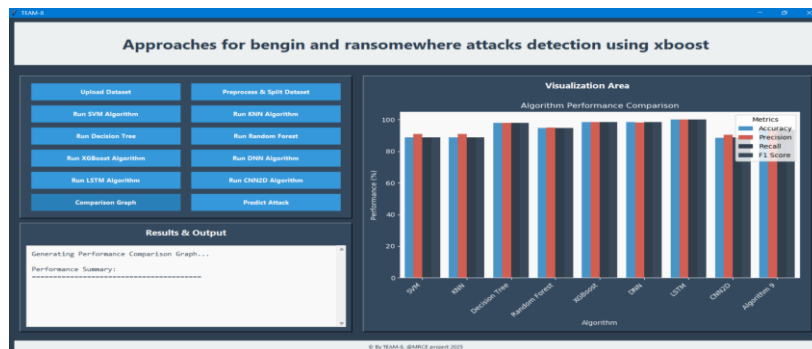 TEAM-8
Approaches for bengin and ransomewhere attacks detection using xboost
Upload Dataset
Preprocess & Split Dataset
Run SVM Algorithm
Run KNN Algorithm
Run Decision Tree
Run Random Forest
Run XGBoost Algorithm
Run DNN Algorithm
Run LSTM Algorithm
Run CNN2D Algorithm
Comparison Graph
Predict Attack
Results & Output
Generating Performance Comparison Graph...
Performance Summary:
========================================
Visualization Area
Algorithm Performance Comparison
Metrics
Accuracy
Precision
Recall
F1 Score
Performance (%)
100
80
60
40
20
0
SVM
KNN
Decision Tree
Random Forest
XGBoost
DNN
LSTM
CNN2D
Algorithm 9
Algorithm
© By TEAM-8, @MRCE project 2025